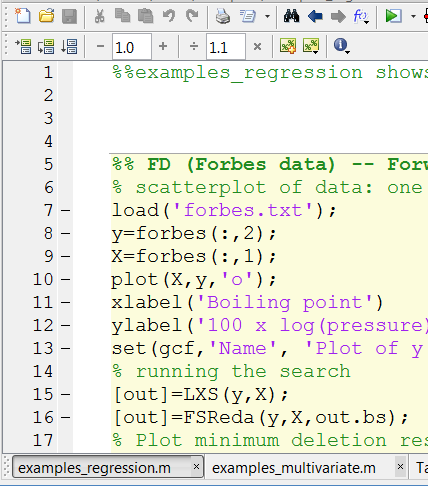 1.0
1.1
1 %%examples_regression shows
2
3
4
5 %% FD (Forbes data) -- Forw
6 % scatterplot of data: one
7 – load('forbes.txt');
8 – y=forbes(:,2);
9 – X=forbes(:,1);
10 – plot(X,y,'o');
11 – xlabel('Boiling point')
12 – ylabel('100 x log(pressure)
13 – set(gcf,'Name', 'Plot of y
14 % running the search
15 – [out]=LXS(y,X);
16 – [out]=FSReda(y,X,out.bs);
17 % Plot minimum deletion res
examples_regression.m × examples_multivariate.m × Ta